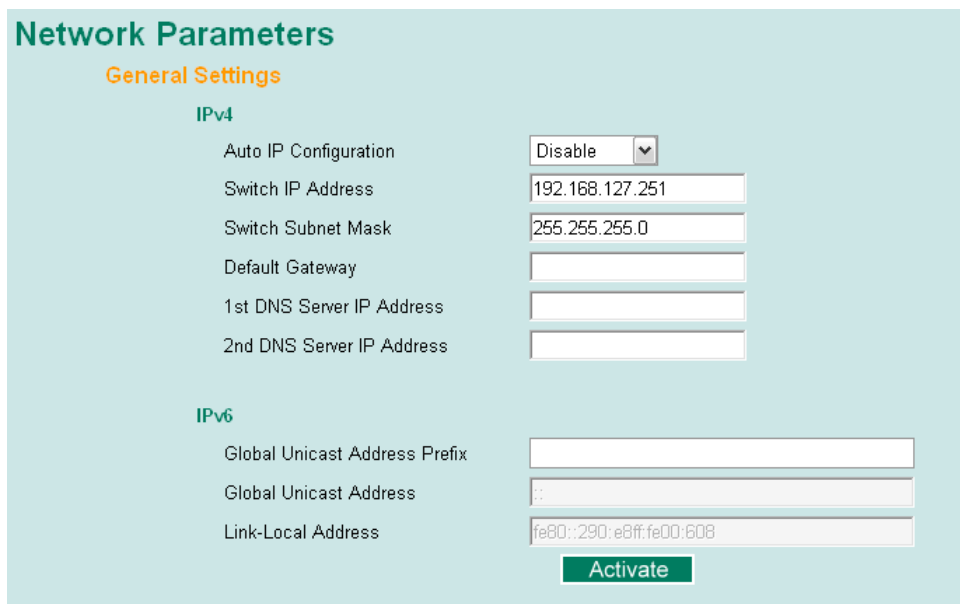 Network Parameters
General Settings
IPv4
Auto IP Configuration Disable
Switch IP Address 192.168.127.251
Switch Subnet Mask 255.255.255.0
Default Gateway
1st DNS Server IP Address
2nd DNS Server IP Address
IPv6
Global Unicast Address Prefix
Global Unicast Address ::
Link-Local Address fe80::290:e8ff:fe00:608
Activate